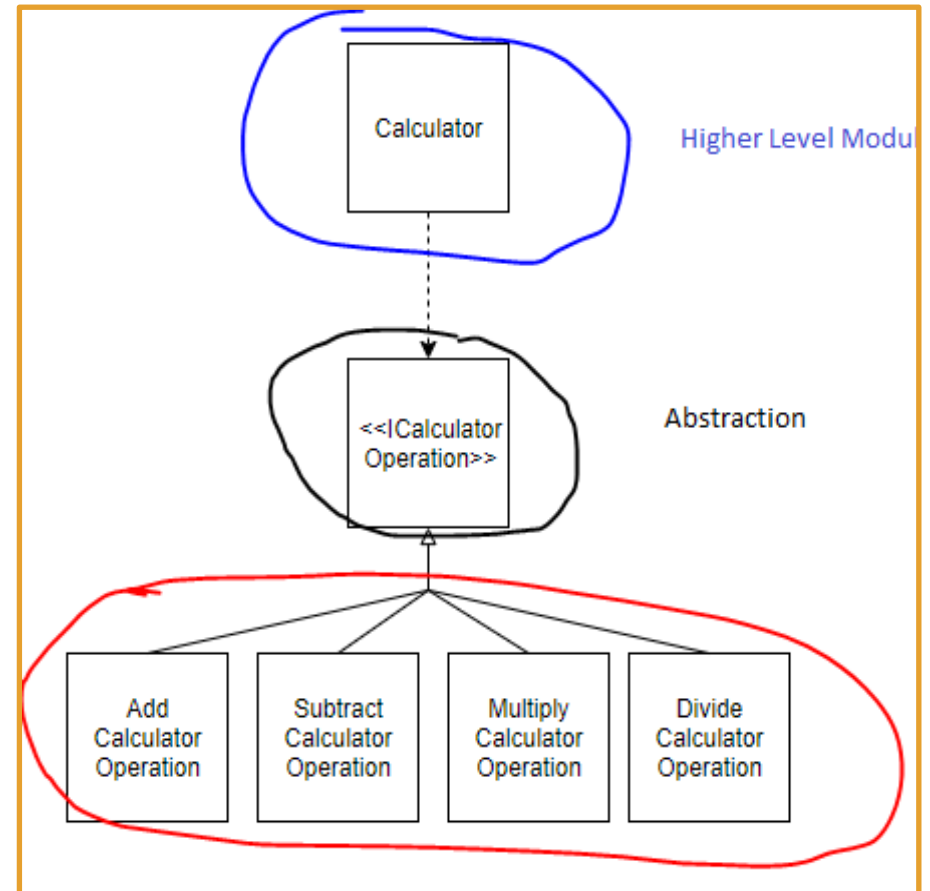 Calculator
Higher Level Modul
<<ICalculator
Operation>>
Abstraction
Add
Calculator
Operation
Subtract
Calculator
Operation
Multiply
Calculator
Operation
Divide
Calculator
Operation